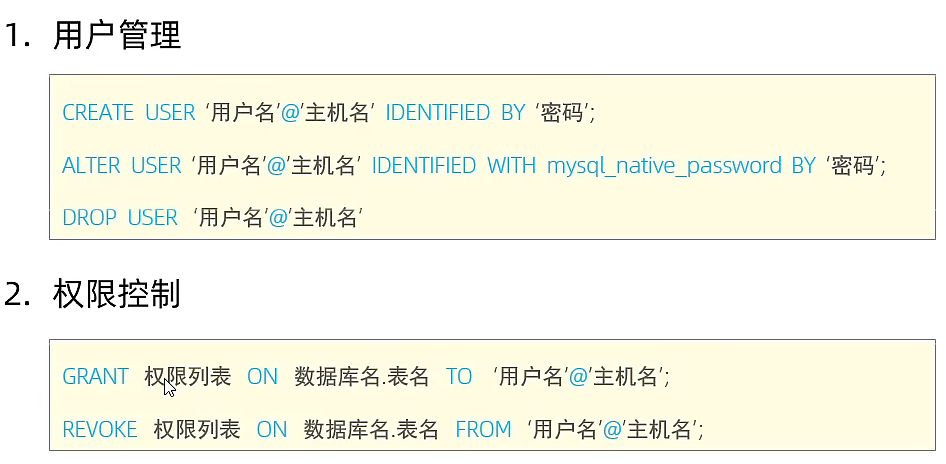 1. 用户管理
CREATE USER '用户名'@'主机名' IDENTIFIED BY '密码';
ALTER USER '用户名'@'主机名' IDENTIFIED WITH mysql_native_password BY '密码';
DROP USER '用户名'@'主机名'
2. 权限控制
GRANT 权限列表 ON 数据库名.表名 TO '用户名'@'主机名';
REVOKE 权限列表 ON 数据库名.表名 FROM '用户名'@'主机名';